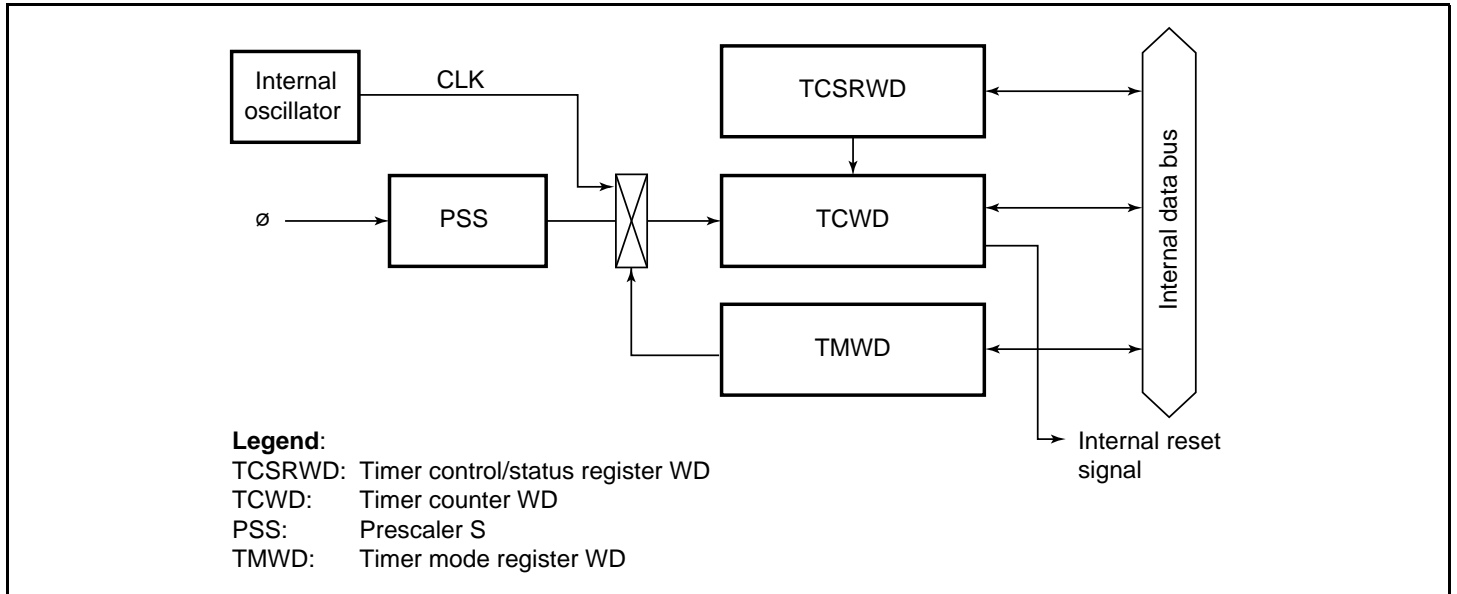 Internal
oscillator
CLK
TCSRWD
ø
PSS
TCWD
TMWD
Internal data bus
Internal reset
signal
Legend:
TCSRWD: Timer control/status register WD
TCWD: Timer counter WD
PSS: Prescaler S
TMWD: Timer mode register WD